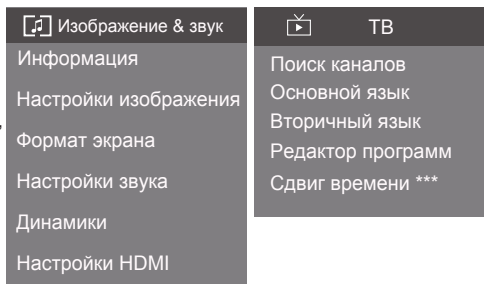 Изображение & звук
Информация
Настройки изображения
Формат экрана
Настройки звука
Динамики
Настройки HDMI
ТВ
Поиск каналов
Основной язык
Вторичный язык
Редактор программ
Сдвиг времени ***